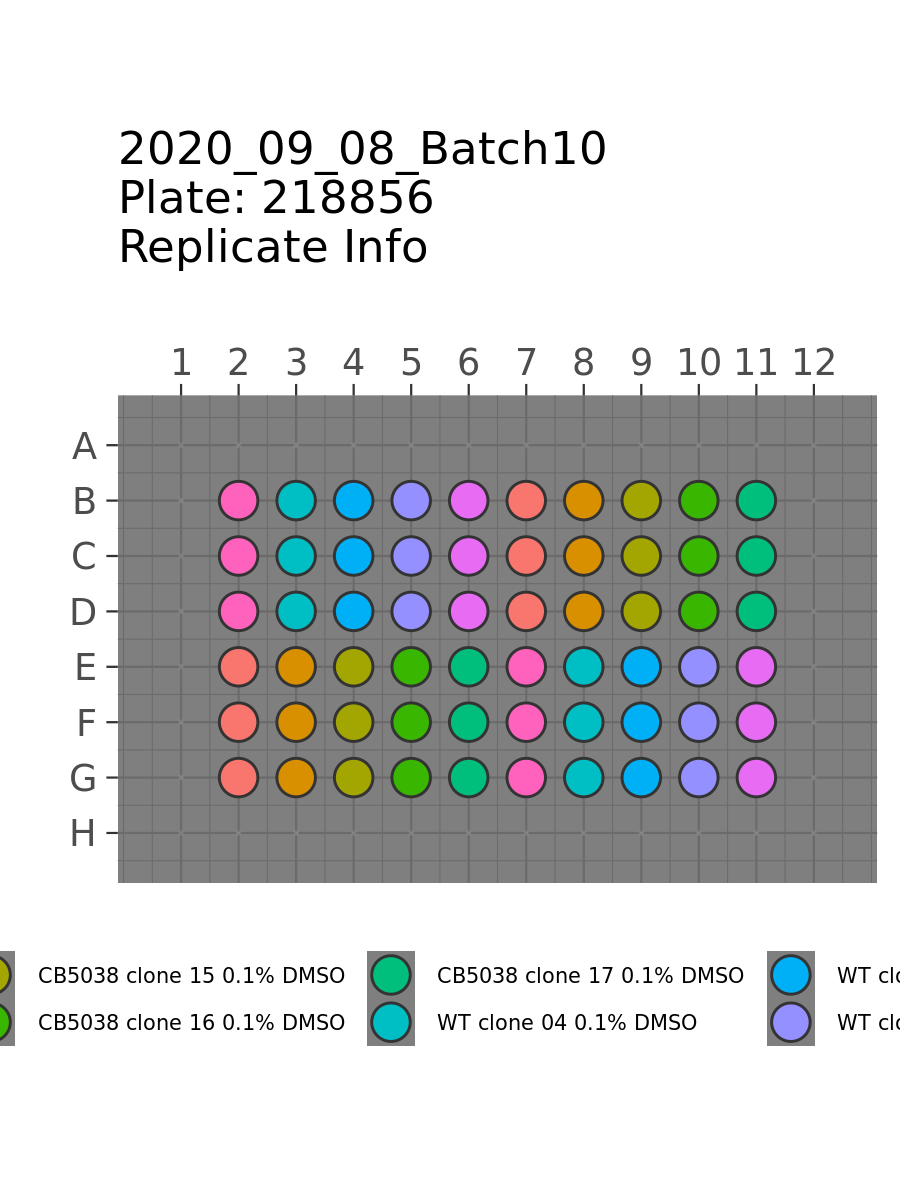 2020_09_08_Batch10
Plate: 218856
Replicate Info
1 2 3 4 5 6 7 8 9 10 11 12
A
B
C
D
E
F
G
H
CB5038 clone 15 0.1% DMSO CB5038 clone 17 0.1% DMSO WT
CB5038 clone 16 0.1% DMSO WT clone 04 0.1% DMSO WT